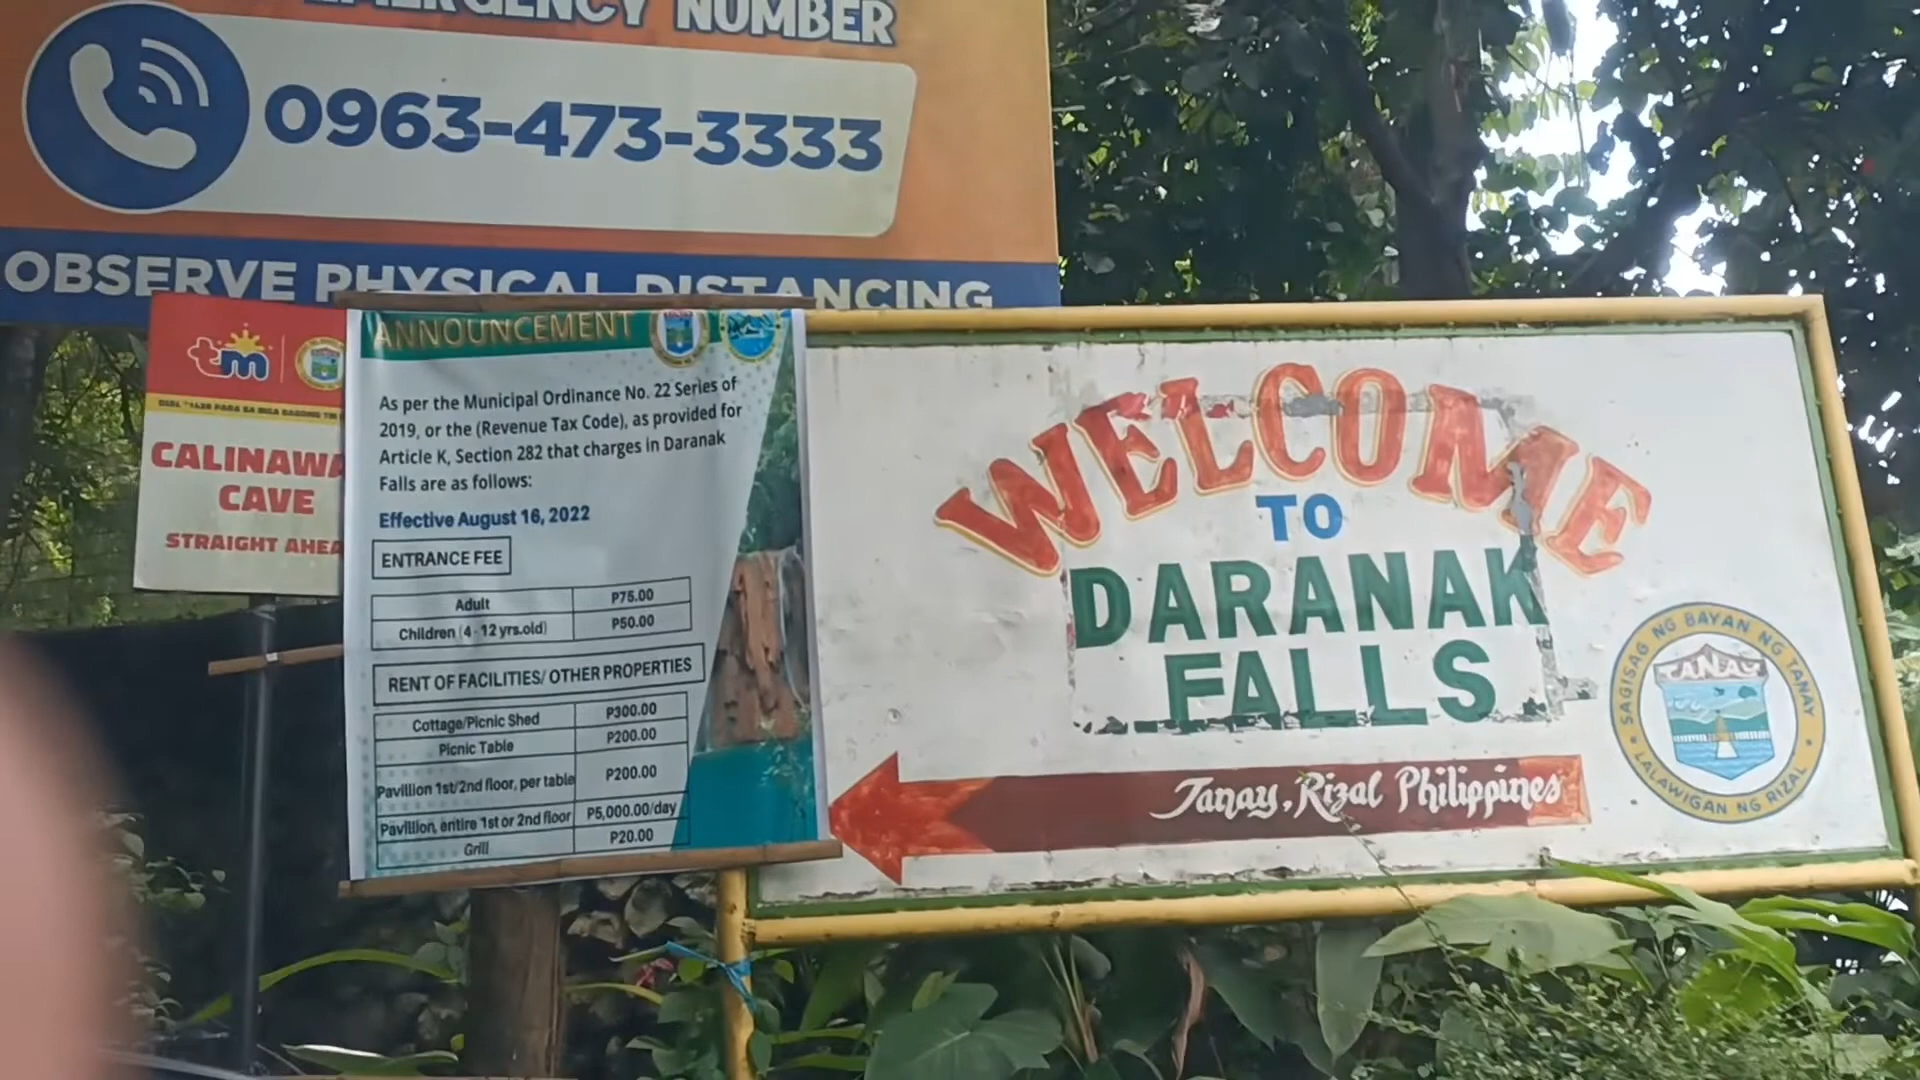 EMERGENCY NUMBER
0963-473-3333
OBSERVE PHYSICAL DISTANCING
tm
CALINAWA
CAVE
STRAIGHT AHEA
ANNOUNCEMENT
As per the Municipal Ordinance No. 22 Series of
2019, or the (Revenue Tax Code), as provided for
Article K, Section 282 that charges in Daranak
Falls are as follows:
Effective August 16, 2022
ENTRANCE FEE
Adult P75.00
Children (4 - 12 yrs.old) P50.00
RENT OF FACILITIES/ OTHER PROPERTIES
Cottage/Picnic Shed P300.00
Picnic Table P200.00
Pavillion 1st/2nd floor, per table P200.00
Pavillion, entire 1st or 2nd floor P5,000.00/day
Grill P20.00
WELCOME
TO
DARANAK
FALLS
Tanay, Rizal Philippines
SAGISAG NG BAYAN NG TANAY
TANAY
LALAWIGAN NG RIZAL